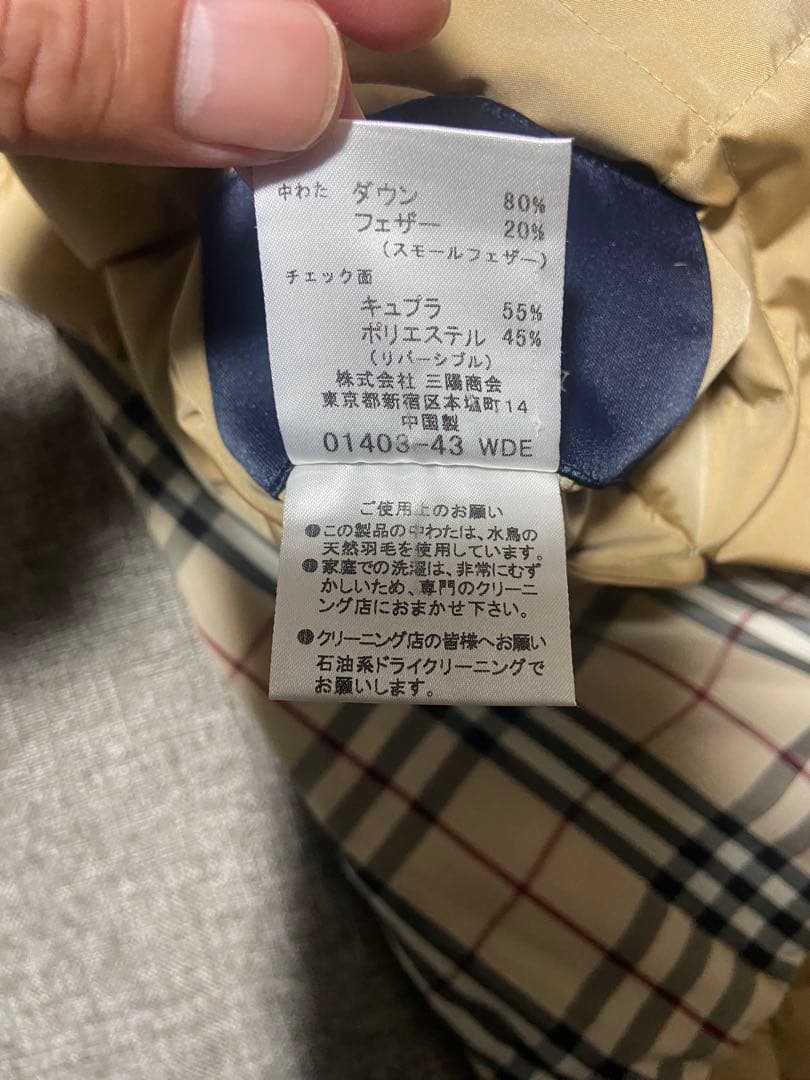 中わた ダウン 80%
フェザー 20%
(スモールフェザー)
チェック面
キュプラ 55%
ポリエステル 45%
(リバーシブル)
株式会社 三陽商会
東京都新宿区本塩町14
中国製
01403-43 WDE
ご使用上のお願い
●この製品の中わたは、水鳥の
天然羽毛を使用しています。
●家庭での洗濯は、非常にむず
かしいため、専門のクリーニ
ング店におまかせ下さい。
●クリーニング店の皆様へお願い
石油系ドライクリーニングで
お願いします。